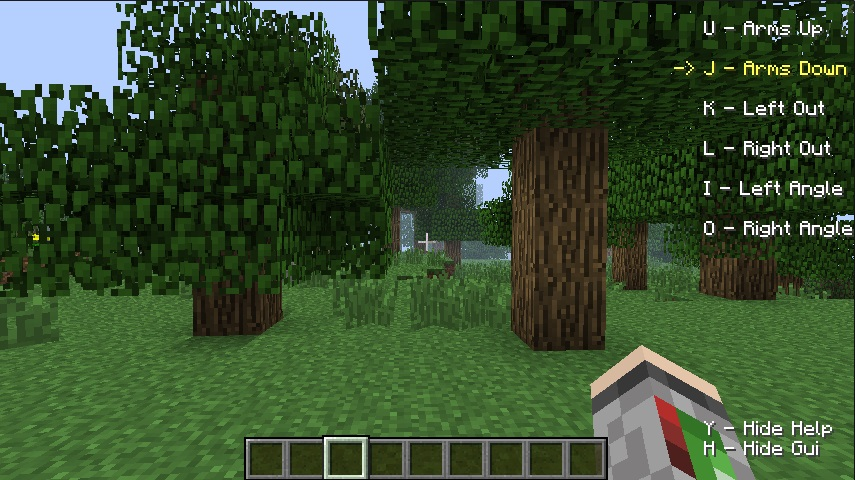 U - Arms Up
-> J - Arms Down
K - Left Out
L - Right Out
I - Left Angle
O - Right Angle
Y - Hide Help
H - Hide Gui